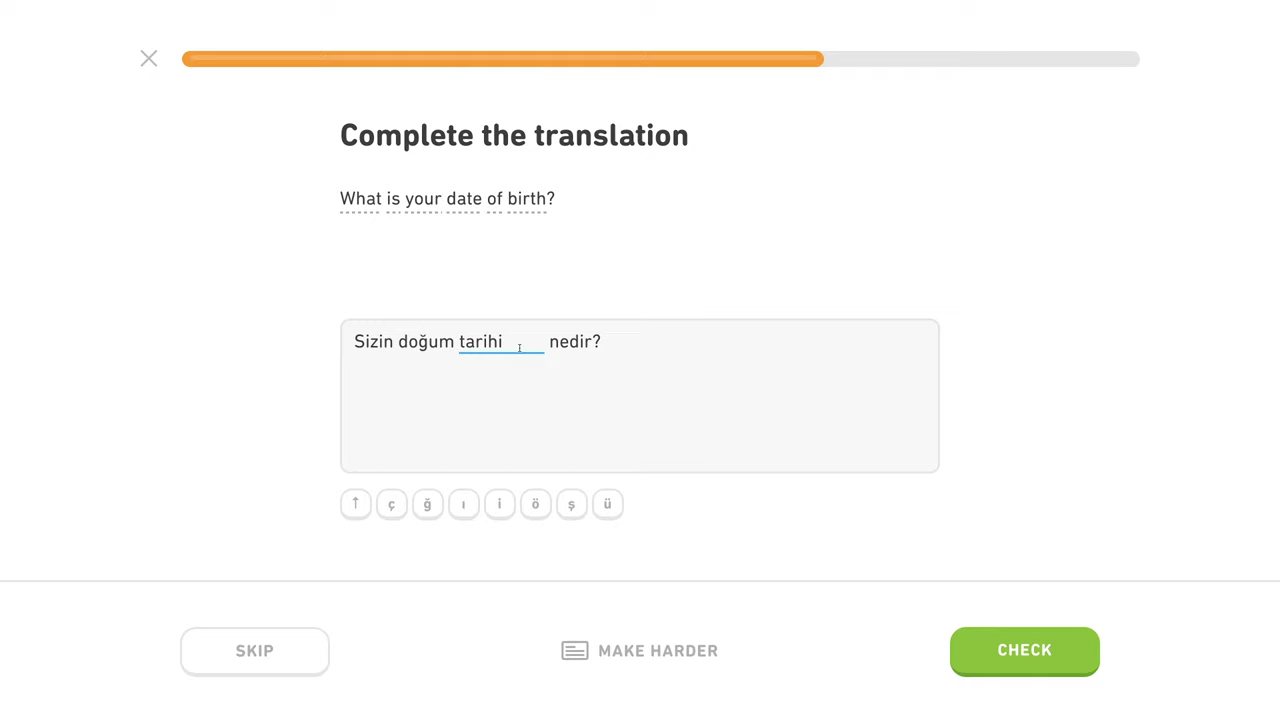 Complete the translation
What is your date of birth?
Sizin doğum tarihi nedir?
↑ ç ğ ı i ö ş ü
SKIP MAKE HARDER CHECK